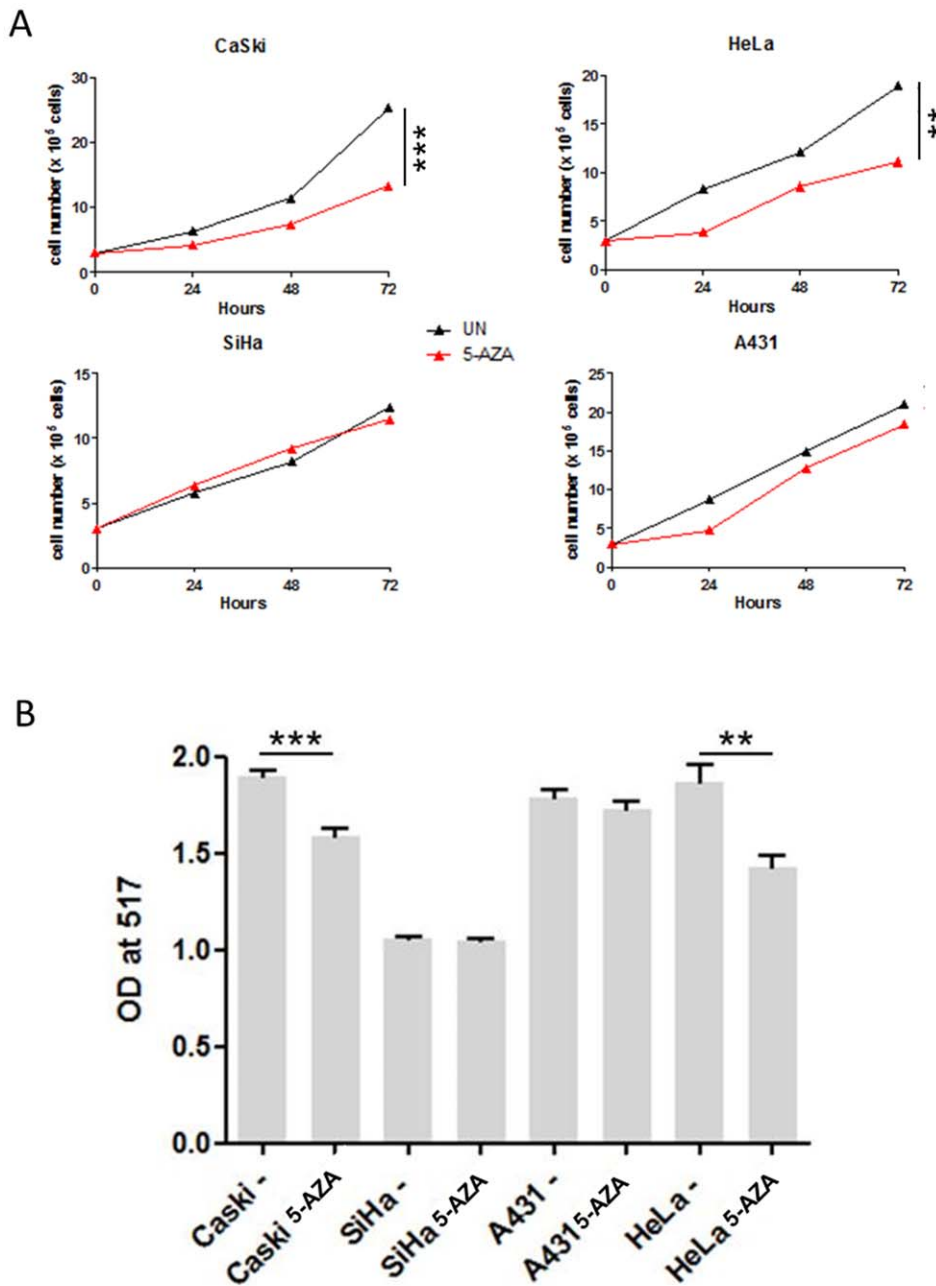 A
CaSki
cell number (x 10⁵ cells)
30
20
10
0
0 24 48 72
Hours
***
HeLa
cell number (x 10⁵ cells)
20
15
10
5
0
0 24 48 72
Hours
**
UN
5-AZA
SiHa
cell number (x 10⁵ cells)
15
10
5
0
0 24 48 72
Hours
A431
cell number (x 10⁵ cells)
25
20
15
10
5
0
0 24 48 72
Hours
B
*** **
OD at 517
2.0
1.5
1.0
0.5
0.0
Caski -
Caski 5-AZA
SiHa -
SiHa 5-AZA
A431 -
A431 5-AZA
HeLa -
HeLa 5-AZA